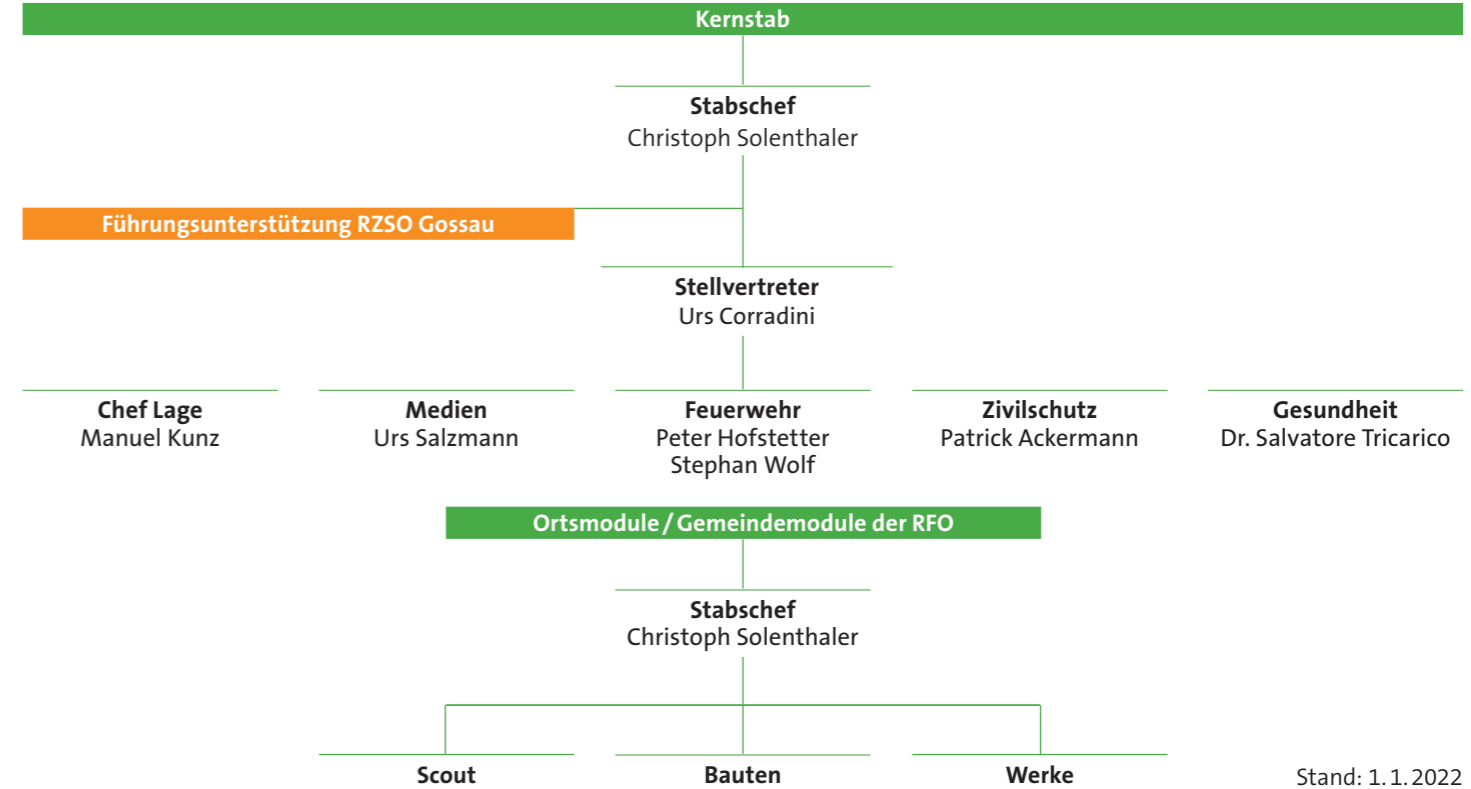 Kernstab
Stabschef
Christoph Solenthaler
Führungsunterstützung RZSO Gossau
Stellvertreter
Urs Corradini
Chef Lage
Manuel Kunz
Medien
Urs Salzmann
Feuerwehr
Peter Hofstetter
Stephan Wolf
Zivilschutz
Patrick Ackermann
Gesundheit
Dr. Salvatore Tricarico
Ortsmodule / Gemeindemodule der RFO
Stabschef
Christoph Solenthaler
Scout
Bauten
Werke
Stand: 1. 1. 2022